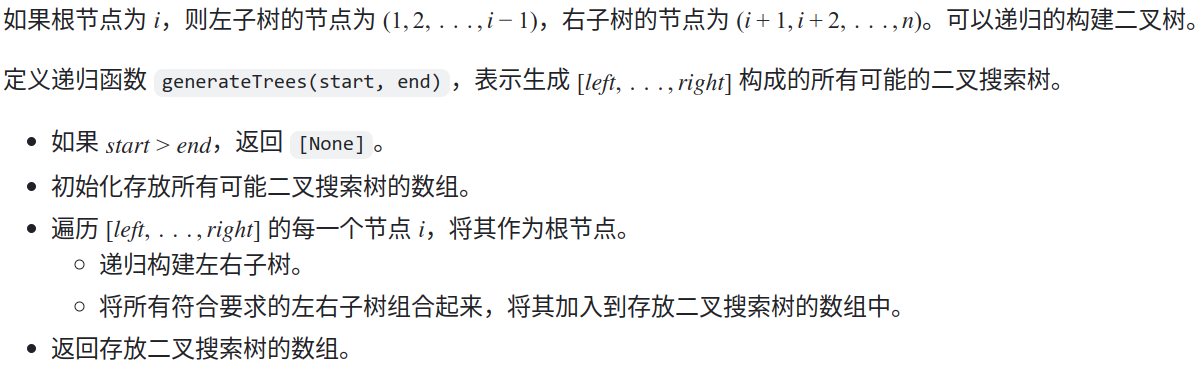 如果根节点为 i，则左子树的节点为 (1, 2, . . . , i − 1)，右子树的节点为 (i + 1, i + 2, . . . , n)。可以递归的构建二叉树。
定义递归函数 generateTrees(start, end)，表示生成 [left, . . . , right] 构成的所有可能的二叉搜索树。
• 如果 start > end，返回 [None]。
• 初始化存放所有可能二叉搜索树的数组。
• 遍历 [left, . . . , right] 的每一个节点 i，将其作为根节点。
◦ 递归构建左右子树。
◦ 将所有符合要求的左右子树组合起来，将其加入到存放二叉搜索树的数组中。
• 返回存放二叉搜索树的数组。